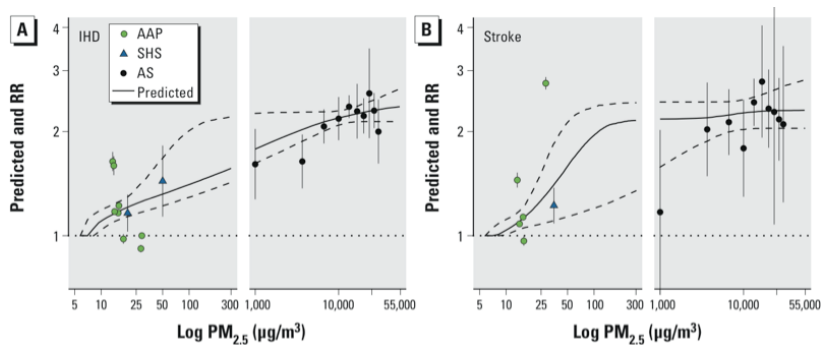 A
IHD
AAP
SHS
AS
Predicted
Predicted and RR
4
3
2
1
5 10 25 50 100 300 1,000 10,000 55,000
Log PM2.5 (µg/m³)
B
Stroke
Predicted and RR
4
3
2
1
5 10 25 50 100 300 1,000 10,000 55,000
Log PM2.5 (µg/m³)